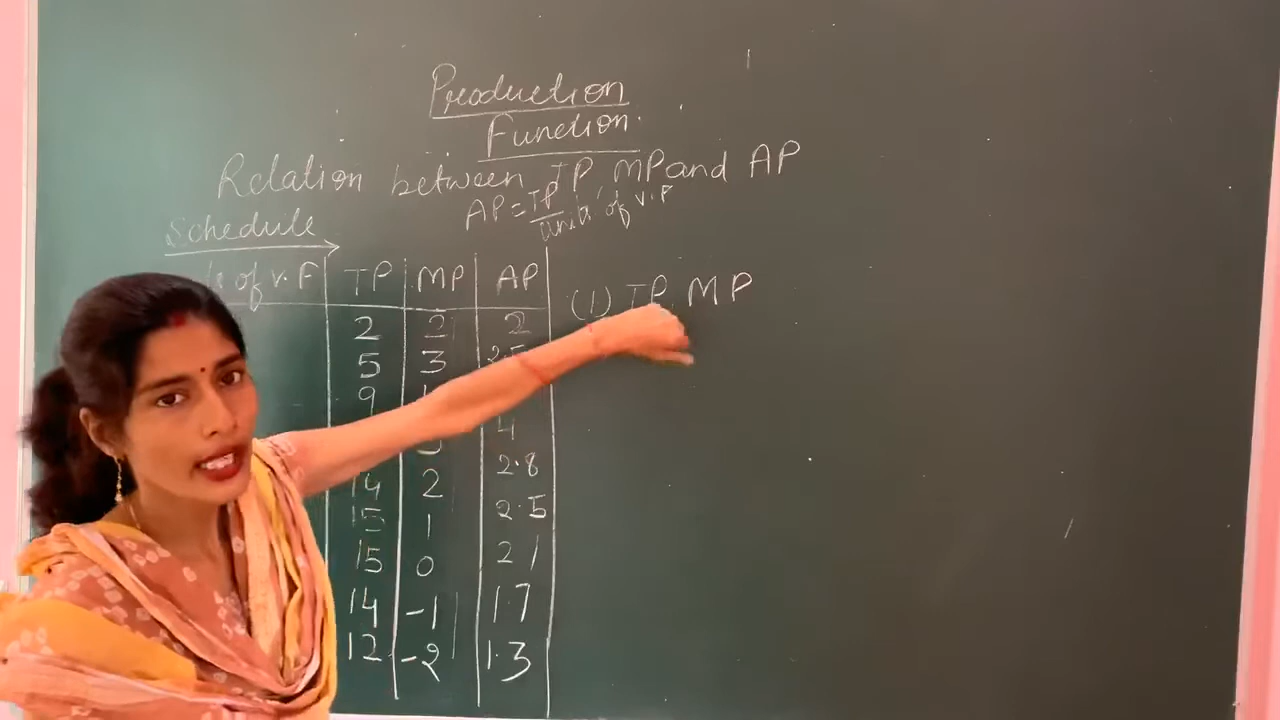 Production
Function.
Relation between TP, MP and AP
AP = TP / units of V.F
Schedule
of V.F TP MP AP
2 2 2
5 3
9
4
14 2 2.8
15 1 2.5
15 0 2.1
14 -1 1.7
12 -2 1.3
(1) TP MP